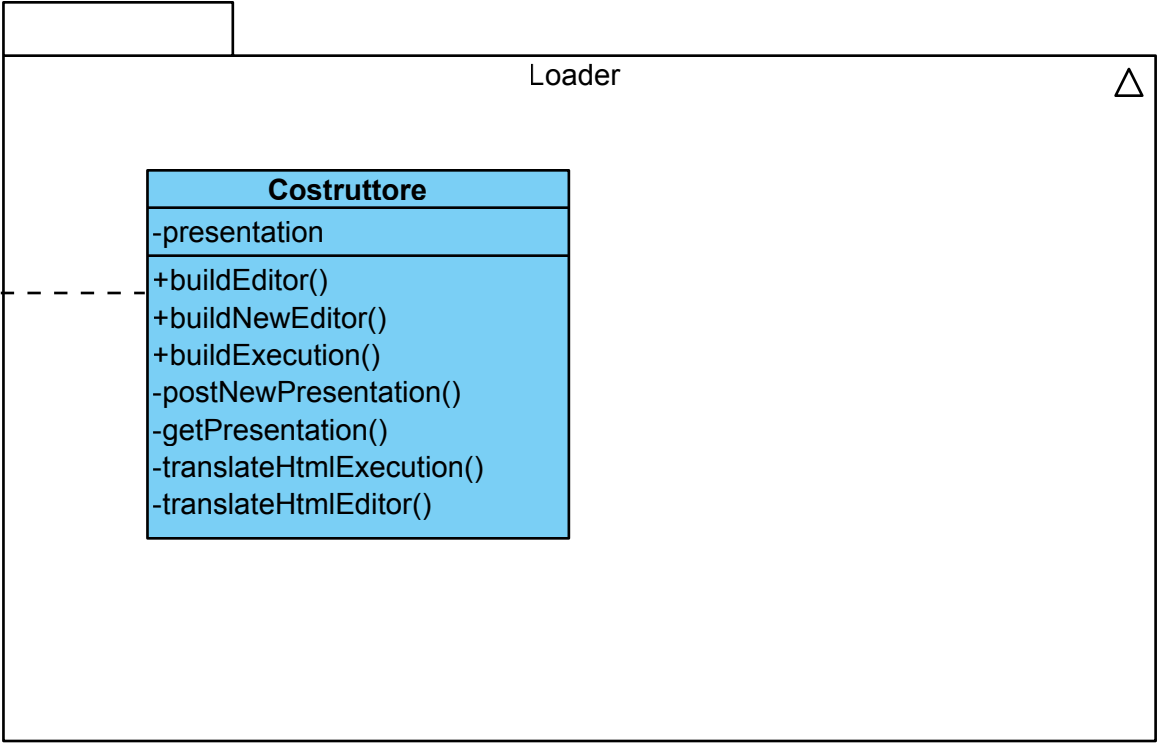 Loader
Costruttore
-presentation
+buildEditor()
+buildNewEditor()
+buildExecution()
-postNewPresentation()
-getPresentation()
-translateHtmlExecution()
-translateHtmlEditor()